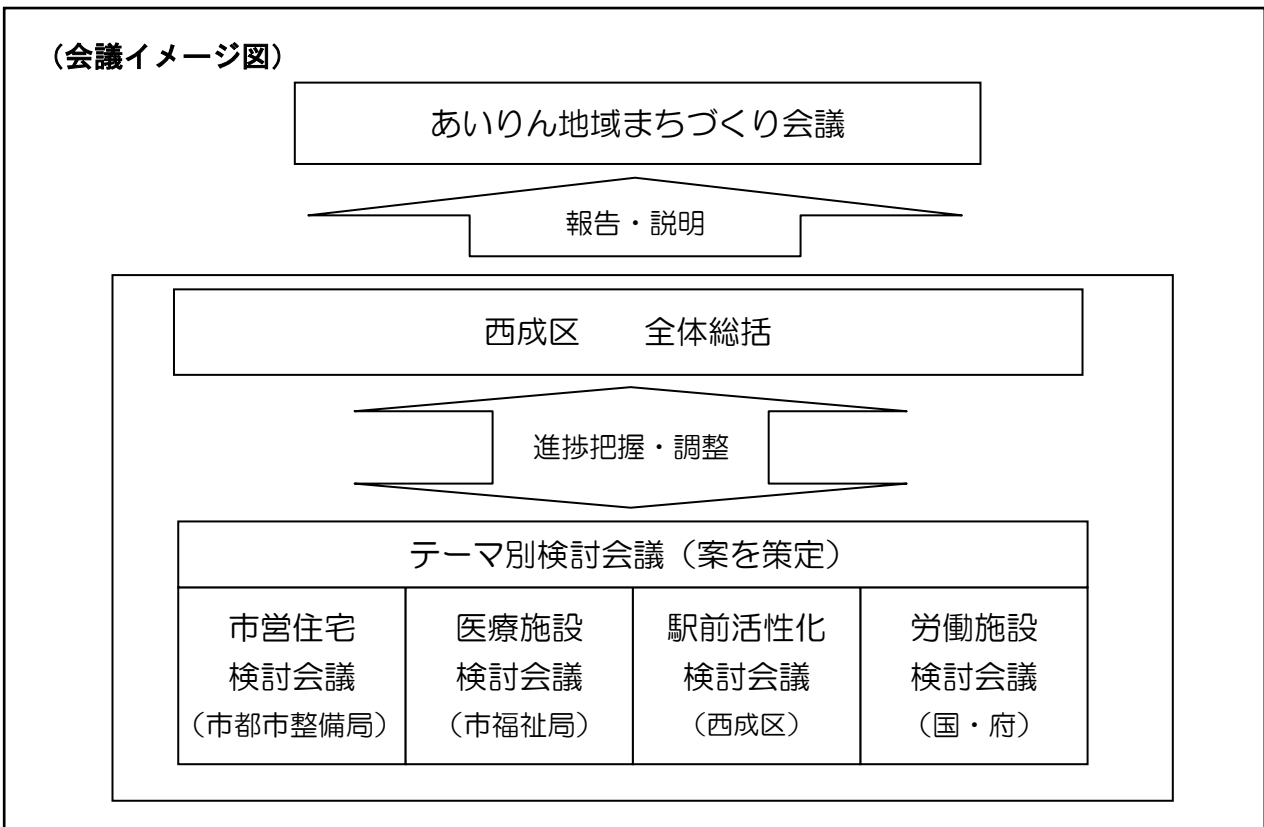 （会議イメージ図）
あいりん地域まちづくり会議
報告・説明
西成区　　全体総括
進捗把握・調整
テーマ別検討会議（案を策定）
市営住宅
検討会議
（市都市整備局）
医療施設
検討会議
（市福祉局）
駅前活性化
検討会議
（西成区）
労働施設
検討会議
（国・府）